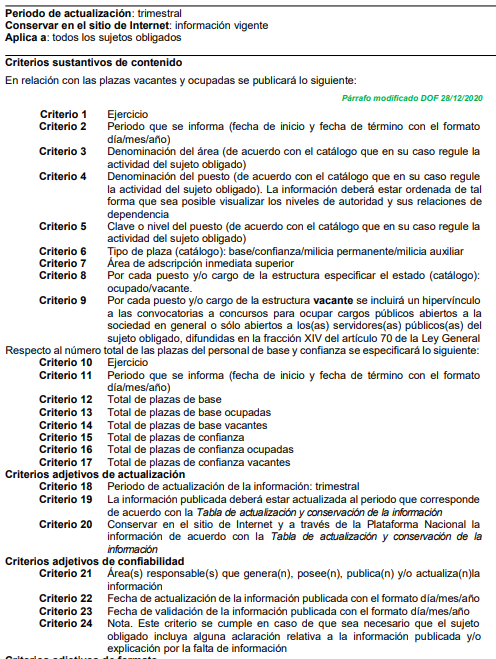 Periodo de actualización: trimestral
Conservar en el sitio de Internet: información vigente
Aplica a: todos los sujetos obligados
Criterios sustantivos de contenido
En relación con las plazas vacantes y ocupadas se publicará lo siguiente:
Párrafo modificado DOF 28/12/2020
Criterio 1 Ejercicio
Criterio 2 Periodo que se informa (fecha de inicio y fecha de término con el formato
día/mes/año)
Criterio 3 Denominación del área (de acuerdo con el catálogo que en su caso regule la
actividad del sujeto obligado)
Criterio 4 Denominación del puesto (de acuerdo con el catálogo que en su caso regule
la actividad del sujeto obligado). La información deberá estar ordenada de tal
forma que sea posible visualizar los niveles de autoridad y sus relaciones de
dependencia
Criterio 5 Clave o nivel del puesto (de acuerdo con el catálogo que en su caso regule la
actividad del sujeto obligado)
Criterio 6 Tipo de plaza (catálogo): base/confianza/milicia permanente/milicia auxiliar
Criterio 7 Área de adscripción inmediata superior
Criterio 8 Por cada puesto y/o cargo de la estructura especificar el estado (catálogo):
ocupado/vacante.
Criterio 9 Por cada puesto y/o cargo de la estructura vacante se incluirá un hipervínculo
a las convocatorias a concursos para ocupar cargos públicos abiertos a la
sociedad en general o sólo abiertos a los(as) servidores(as) públicos(as) del
sujeto obligado, difundidas en la fracción XIV del artículo 70 de la Ley General
Respecto al número total de las plazas del personal de base y confianza se especificará lo siguiente:
Criterio 10 Ejercicio
Criterio 11 Periodo que se informa (fecha de inicio y fecha de término con el formato
día/mes/año)
Criterio 12 Total de plazas de base
Criterio 13 Total de plazas de base ocupadas
Criterio 14 Total de plazas de base vacantes
Criterio 15 Total de plazas de confianza
Criterio 16 Total de plazas de confianza ocupadas
Criterio 17 Total de plazas de confianza vacantes
Criterios adjetivos de actualización
Criterio 18 Periodo de actualización de la información: trimestral
Criterio 19 La información publicada deberá estar actualizada al periodo que corresponde
de acuerdo con la Tabla de actualización y conservación de la información
Criterio 20 Conservar en el sitio de Internet y a través de la Plataforma Nacional la
información de acuerdo con la Tabla de actualización y conservación de la
información
Criterios adjetivos de confiabilidad
Criterio 21 Área(s) responsable(s) que genera(n), posee(n), publica(n) y/o actualiza(n)la
información
Criterio 22 Fecha de actualización de la información publicada con el formato día/mes/año
Criterio 23 Fecha de validación de la información publicada con el formato día/mes/año
Criterio 24 Nota. Este criterio se cumple en caso de que sea necesario que el sujeto
obligado incluya alguna aclaración relativa a la información publicada y/o
explicación por la falta de información